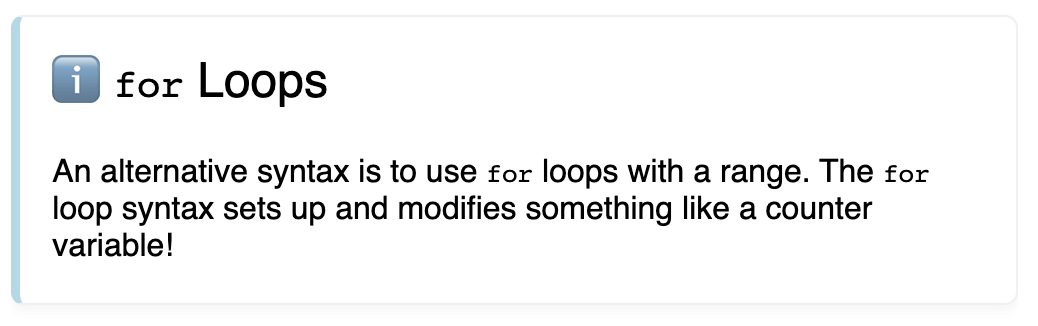 ℹ️ for Loops
An alternative syntax is to use for loops with a range. The for
loop syntax sets up and modifies something like a counter
variable!